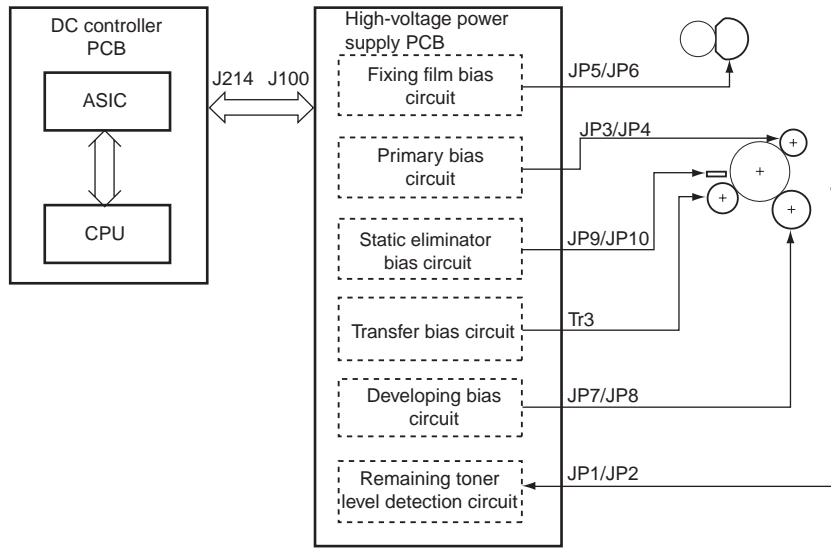 DC controller
PCB
ASIC
CPU
J214 J100
High-voltage power
supply PCB
Fixing film bias
circuit
JP5/JP6
Primary bias
circuit
JP3/JP4
Static eliminator
bias circuit
JP9/JP10
Transfer bias circuit
Tr3
Developing bias
circuit
JP7/JP8
Remaining toner
level detection circuit
JP1/JP2